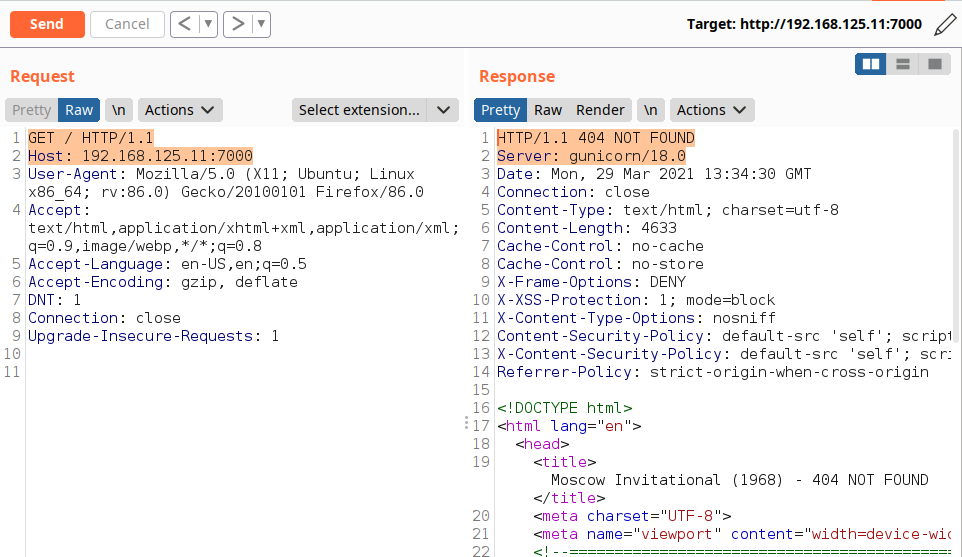 Send Cancel < > Target: http://192.168.125.11:7000
Request
Pretty Raw \n Actions Select extension...
1 GET / HTTP/1.1
2 Host: 192.168.125.11:7000
3 User-Agent: Mozilla/5.0 (X11; Ubuntu; Linux
x86_64; rv:86.0) Gecko/20100101 Firefox/86.0
4 Accept:
text/html,application/xhtml+xml,application/xml;
q=0.9,image/webp,*/*;q=0.8
5 Accept-Language: en-US,en;q=0.5
6 Accept-Encoding: gzip, deflate
7 DNT: 1
8 Connection: close
9 Upgrade-Insecure-Requests: 1
10
11
Response
Pretty Raw Render \n Actions
1 HTTP/1.1 404 NOT FOUND
2 Server: gunicorn/18.0
3 Date: Mon, 29 Mar 2021 13:34:30 GMT
4 Connection: close
5 Content-Type: text/html; charset=utf-8
6 Content-Length: 4633
7 Cache-Control: no-cache
8 Cache-Control: no-store
9 X-Frame-Options: DENY
10 X-XSS-Protection: 1; mode=block
11 X-Content-Type-Options: nosniff
12 Content-Security-Policy: default-src 'self'; script
13 X-Content-Security-Policy: default-src 'self'; scri
14 Referrer-Policy: strict-origin-when-cross-origin
15
16 <!DOCTYPE html>
17 <html lang="en">
18 <head>
19 <title>
Moscow Invitational (1968) - 404 NOT FOUND
</title>
20 <meta charset="UTF-8">
21 <meta name="viewport" content="width=device-wid
22 <!--==========================================